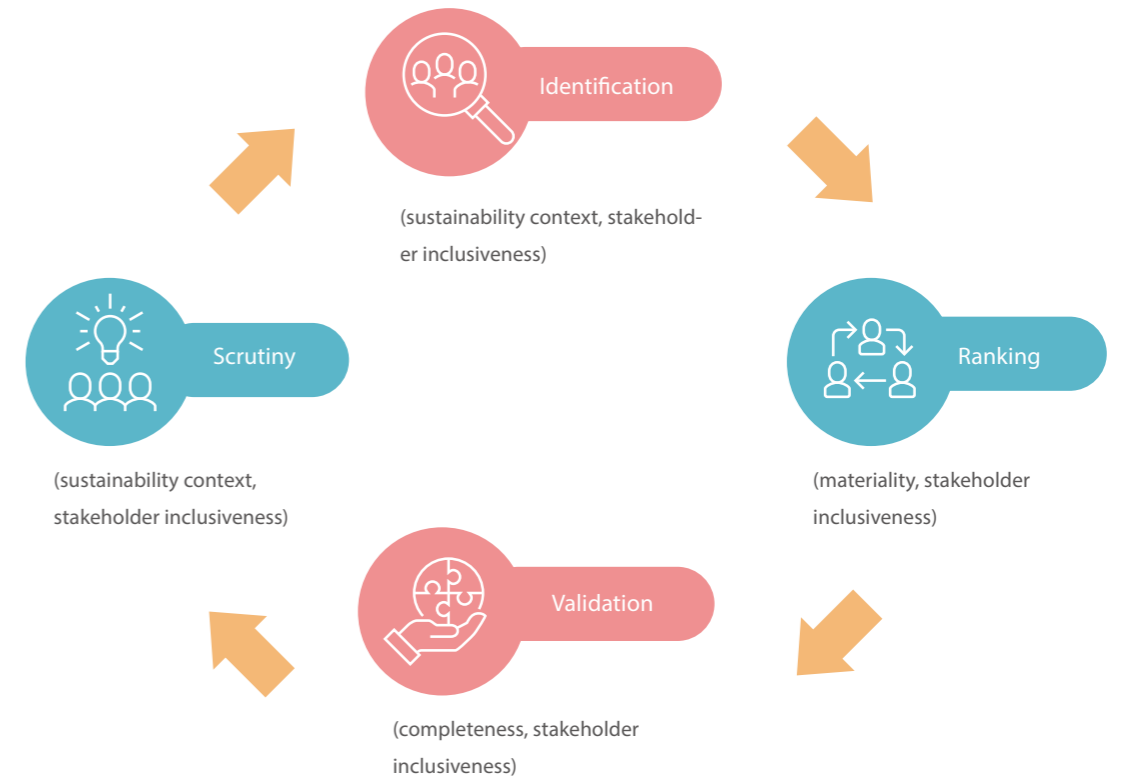 Identification
(sustainability context, stakehold-
er inclusiveness)
Scrutiny
(sustainability context,
stakeholder inclusiveness)
Ranking
(materiality, stakeholder
inclusiveness)
Validation
(completeness, stakeholder
inclusiveness)